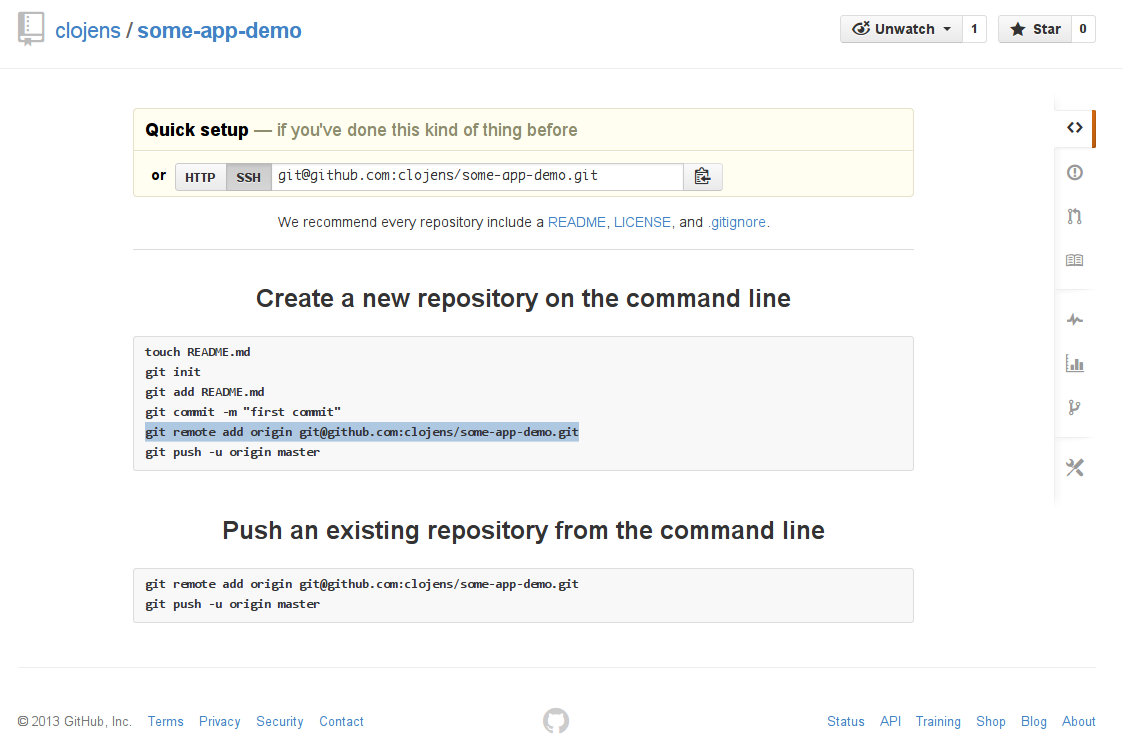 clojens / some-app-demo
Unwatch 1 Star 0
Quick setup — if you've done this kind of thing before
or HTTP SSH git@github.com:clojens/some-app-demo.git
We recommend every repository include a README, LICENSE, and .gitignore.
Create a new repository on the command line
touch README.md
git init
git add README.md
git commit -m "first commit"
git remote add origin git@github.com:clojens/some-app-demo.git
git push -u origin master
Push an existing repository from the command line
git remote add origin git@github.com:clojens/some-app-demo.git
git push -u origin master
© 2013 GitHub, Inc. Terms Privacy Security Contact Status API Training Shop Blog About